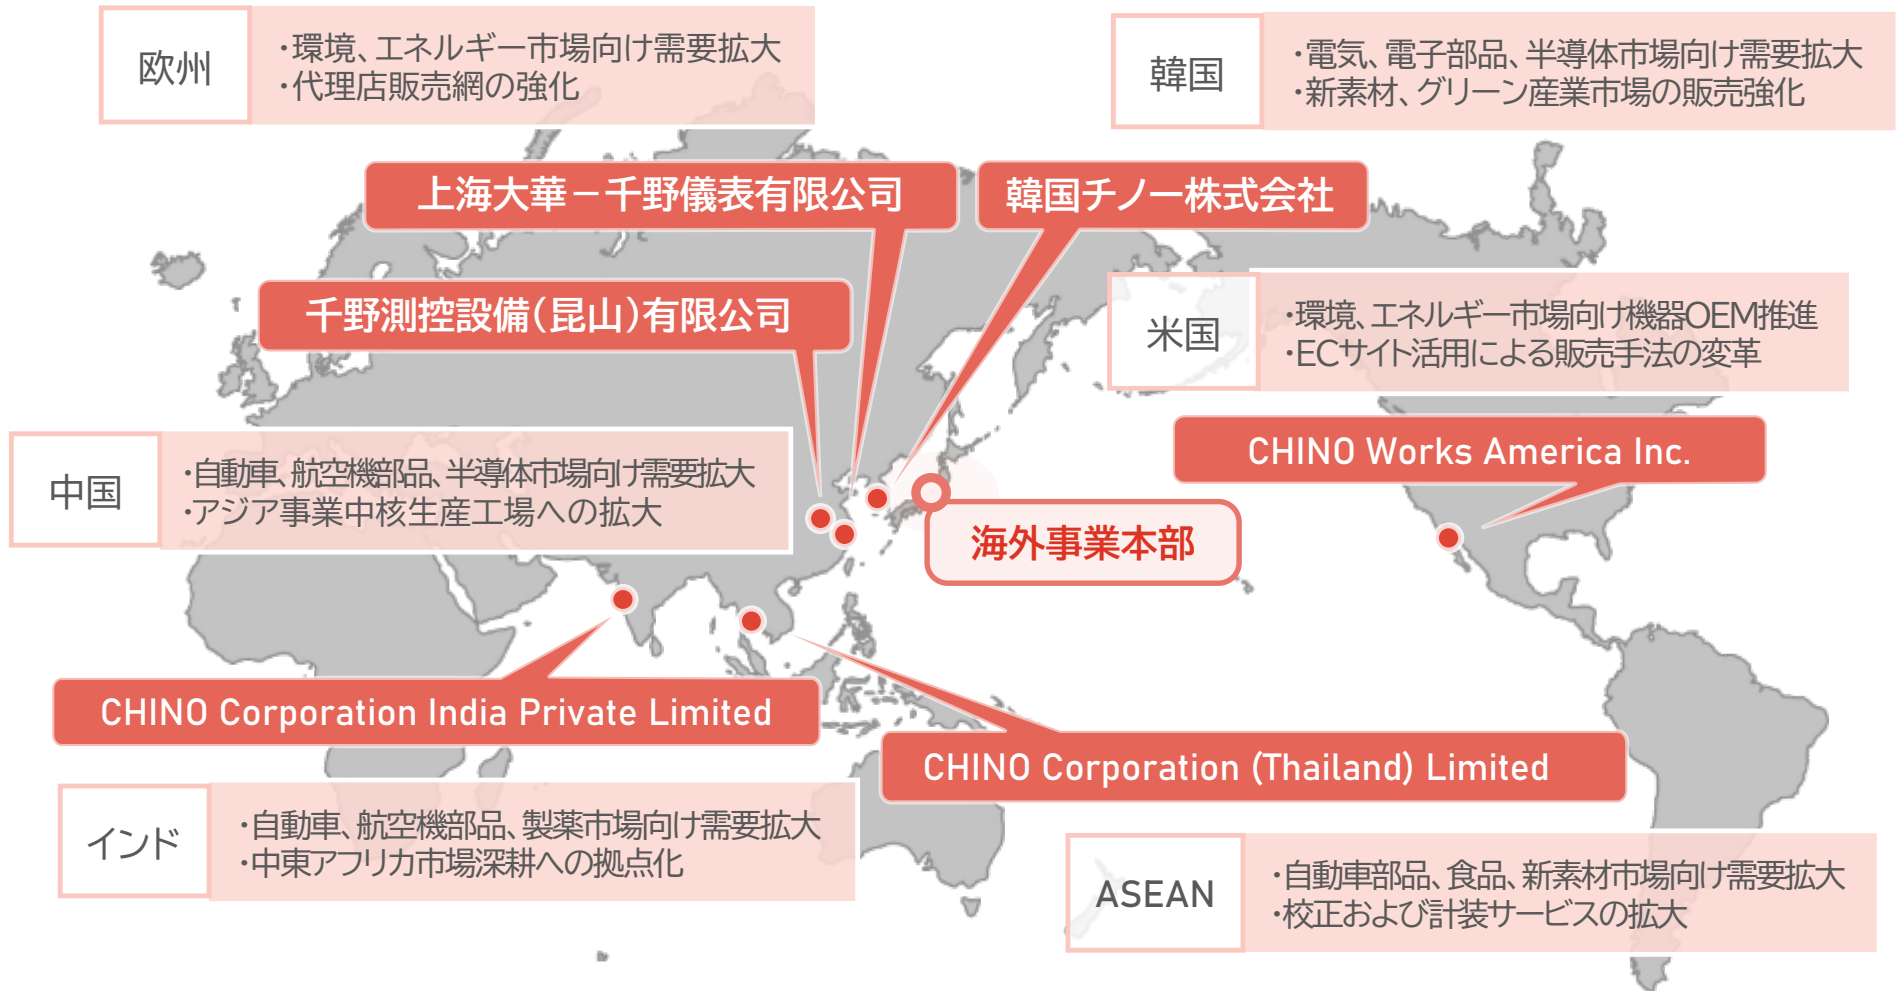 欧州
・環境、エネルギー市場向け需要拡大
・代理店販売網の強化
韓国
・電気、電子部品、半導体市場向け需要拡大
・新素材、グリーン産業市場の販売強化
上海大華－千野儀表有限公司
韓国チノー株式会社
千野測控設備（昆山）有限公司
米国
・環境、エネルギー市場向け機器OEM推進
・ECサイト活用による販売手法の変革
CHINO Works America Inc.
中国
・自動車、航空機部品、半導体市場向け需要拡大
・アジア事業中核生産工場への拡大
海外事業本部
CHINO Corporation India Private Limited
CHINO Corporation (Thailand) Limited
インド
・自動車、航空機部品、製薬市場向け需要拡大
・中東アフリカ市場深耕への拠点化
ASEAN
・自動車部品、食品、新素材市場向け需要拡大
・校正および計装サービスの拡大